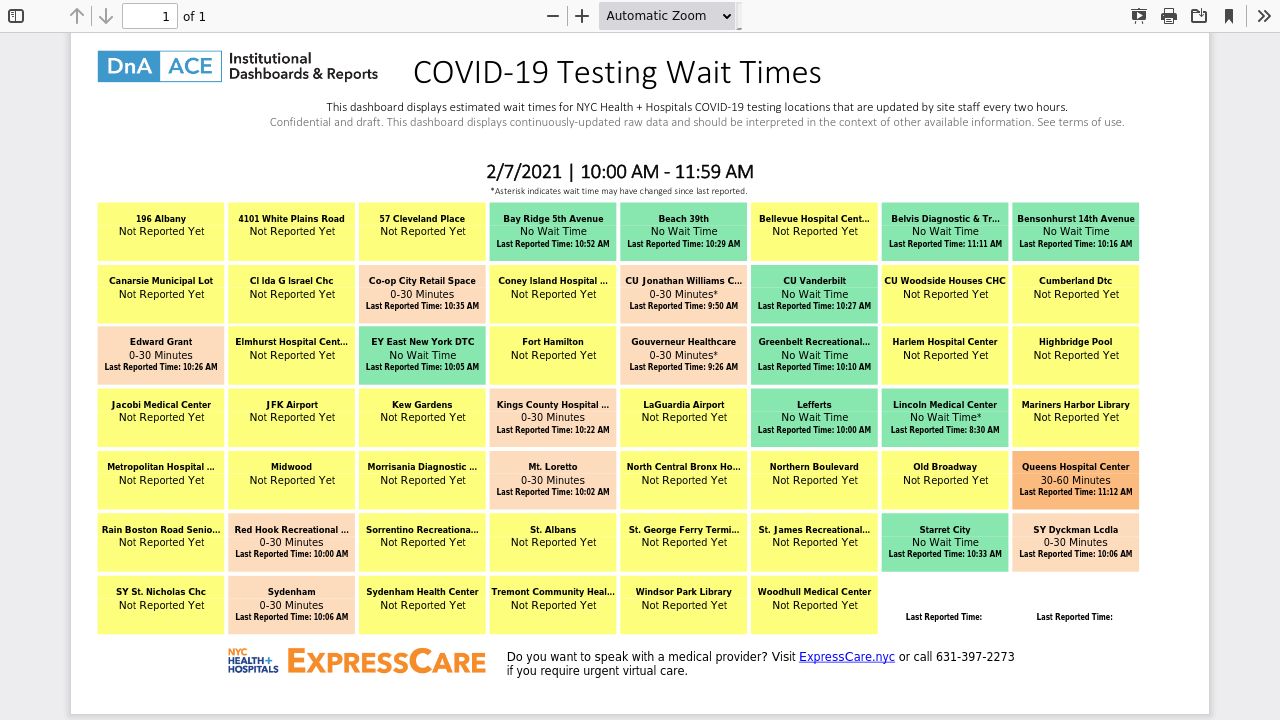 1 of 1 Automatic Zoom
DnA ACE Institutional
Dashboards & Reports
COVID-19 Testing Wait Times
This dashboard displays estimated wait times for NYC Health + Hospitals COVID-19 testing locations that are updated by site staff every two hours.
Confidential and draft. This dashboard displays continuously-updated raw data and should be interpreted in the context of other available information. See terms of use.
2/7/2021 | 10:00 AM - 11:59 AM
*Asterisk indicates wait time may have changed since last reported.
196 Albany
Not Reported Yet
4101 White Plains Road
Not Reported Yet
57 Cleveland Place
Not Reported Yet
Bay Ridge 5th Avenue
No Wait Time
Last Reported Time: 10:52 AM
Beach 39th
No Wait Time
Last Reported Time: 10:29 AM
Bellevue Hospital Cent...
Not Reported Yet
Belvis Diagnostic & Tr...
No Wait Time
Last Reported Time: 11:11 AM
Bensonhurst 14th Avenue
No Wait Time
Last Reported Time: 10:16 AM
Canarsie Municipal Lot
Not Reported Yet
Cl Ida G Israel Chc
Not Reported Yet
Co-op City Retail Space
0-30 Minutes
Last Reported Time: 10:35 AM
Coney Island Hospital ...
Not Reported Yet
CU Jonathan Williams C...
0-30 Minutes*
Last Reported Time: 9:50 AM
CU Vanderbilt
No Wait Time
Last Reported Time: 10:27 AM
CU Woodside Houses CHC
Not Reported Yet
Cumberland Dtc
Not Reported Yet
Edward Grant
0-30 Minutes
Last Reported Time: 10:26 AM
Elmhurst Hospital Cent...
Not Reported Yet
EY East New York DTC
No Wait Time
Last Reported Time: 10:05 AM
Fort Hamilton
Not Reported Yet
Gouverneur Healthcare
0-30 Minutes*
Last Reported Time: 9:26 AM
Greenbelt Recreational...
No Wait Time
Last Reported Time: 10:10 AM
Harlem Hospital Center
Not Reported Yet
Highbridge Pool
Not Reported Yet
Jacobi Medical Center
Not Reported Yet
JFK Airport
Not Reported Yet
Kew Gardens
Not Reported Yet
Kings County Hospital ...
0-30 Minutes
Last Reported Time: 10:22 AM
LaGuardia Airport
Not Reported Yet
Lefferts
No Wait Time
Last Reported Time: 10:00 AM
Lincoln Medical Center
No Wait Time*
Last Reported Time: 8:30 AM
Mariners Harbor Library
Not Reported Yet
Metropolitan Hospital ...
Not Reported Yet
Midwood
Not Reported Yet
Morrisania Diagnostic ...
Not Reported Yet
Mt. Loretto
0-30 Minutes
Last Reported Time: 10:02 AM
North Central Bronx Ho...
Not Reported Yet
Northern Boulevard
Not Reported Yet
Old Broadway
Not Reported Yet
Queens Hospital Center
30-60 Minutes
Last Reported Time: 11:12 AM
Rain Boston Road Senio...
Not Reported Yet
Red Hook Recreational ...
0-30 Minutes
Last Reported Time: 10:00 AM
Sorrentino Recreationa...
Not Reported Yet
St. Albans
Not Reported Yet
St. George Ferry Termi...
Not Reported Yet
St. James Recreational...
Not Reported Yet
Starret City
No Wait Time
Last Reported Time: 10:33 AM
SY Dyckman Lcdla
0-30 Minutes
Last Reported Time: 10:06 AM
SY St. Nicholas Chc
Not Reported Yet
Sydenham
0-30 Minutes
Last Reported Time: 10:06 AM
Sydenham Health Center
Not Reported Yet
Tremont Community Heal...
Not Reported Yet
Windsor Park Library
Not Reported Yet
Woodhull Medical Center
Not Reported Yet
Last Reported Time:
Last Reported Time:
NYC
HEALTH+
HOSPITALS
EXPRESSCARE
Do you want to speak with a medical provider? Visit ExpressCare.nyc or call 631-397-2273
if you require urgent virtual care.